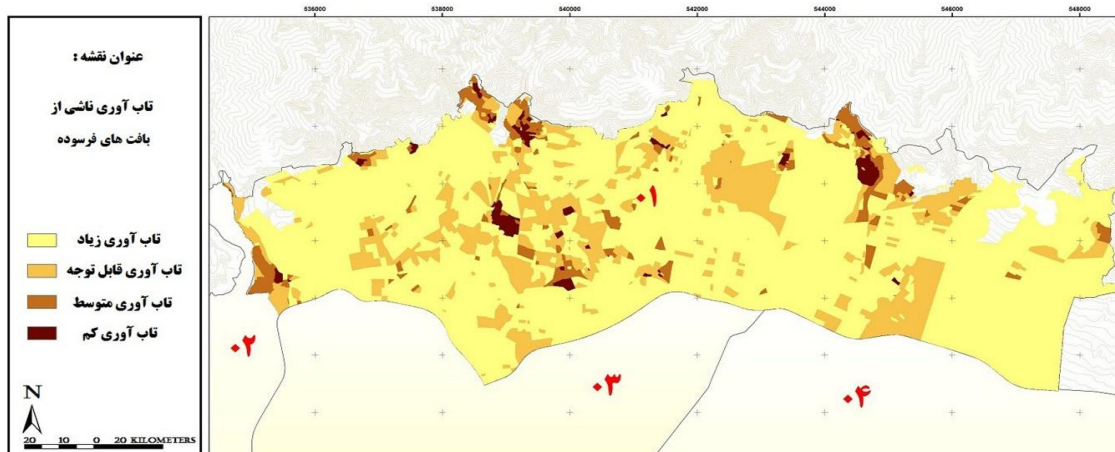 عنوان نقشه :
تاب آوری ناشی از
بافت های فرسوده
تاب آوری زیاد
تاب آوری قابل توجه
تاب آوری متوسط
تاب آوری کم
N
20 10 0 20 KILOMETERS
536000 538000 540000 542000 544000 546000 548000
۰۱
۰۲
۰۳
۰۴